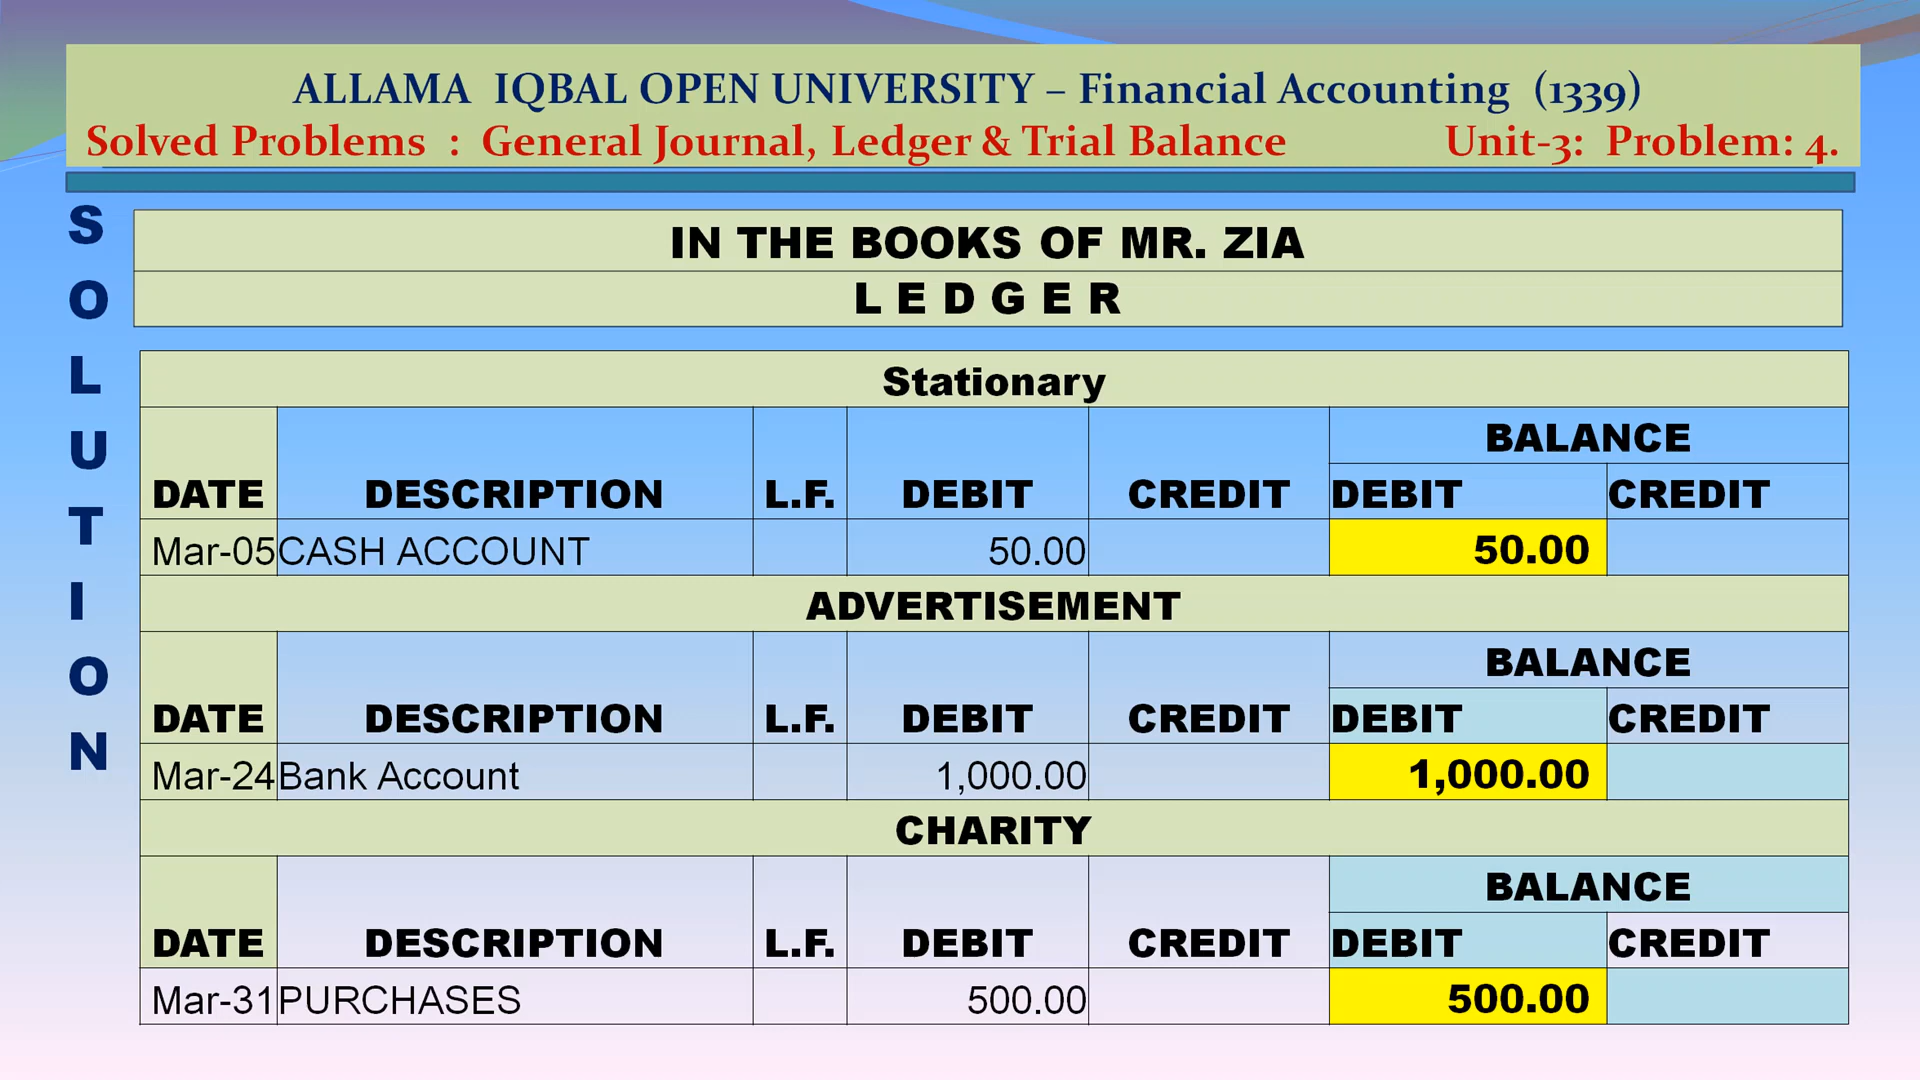 ALLAMA IQBAL OPEN UNIVERSITY – Financial Accounting (1339)
Solved Problems : General Journal, Ledger & Trial Balance Unit-3: Problem: 4.
S
O
L
U
T
I
O
N
IN THE BOOKS OF MR. ZIA
L E D G E R
Stationary
BALANCE
DATE DESCRIPTION L.F. DEBIT CREDIT DEBIT CREDIT
Mar-05 CASH ACCOUNT 50.00 50.00
ADVERTISEMENT
BALANCE
DATE DESCRIPTION L.F. DEBIT CREDIT DEBIT CREDIT
Mar-24 Bank Account 1,000.00 1,000.00
CHARITY
BALANCE
DATE DESCRIPTION L.F. DEBIT CREDIT DEBIT CREDIT
Mar-31 PURCHASES 500.00 500.00